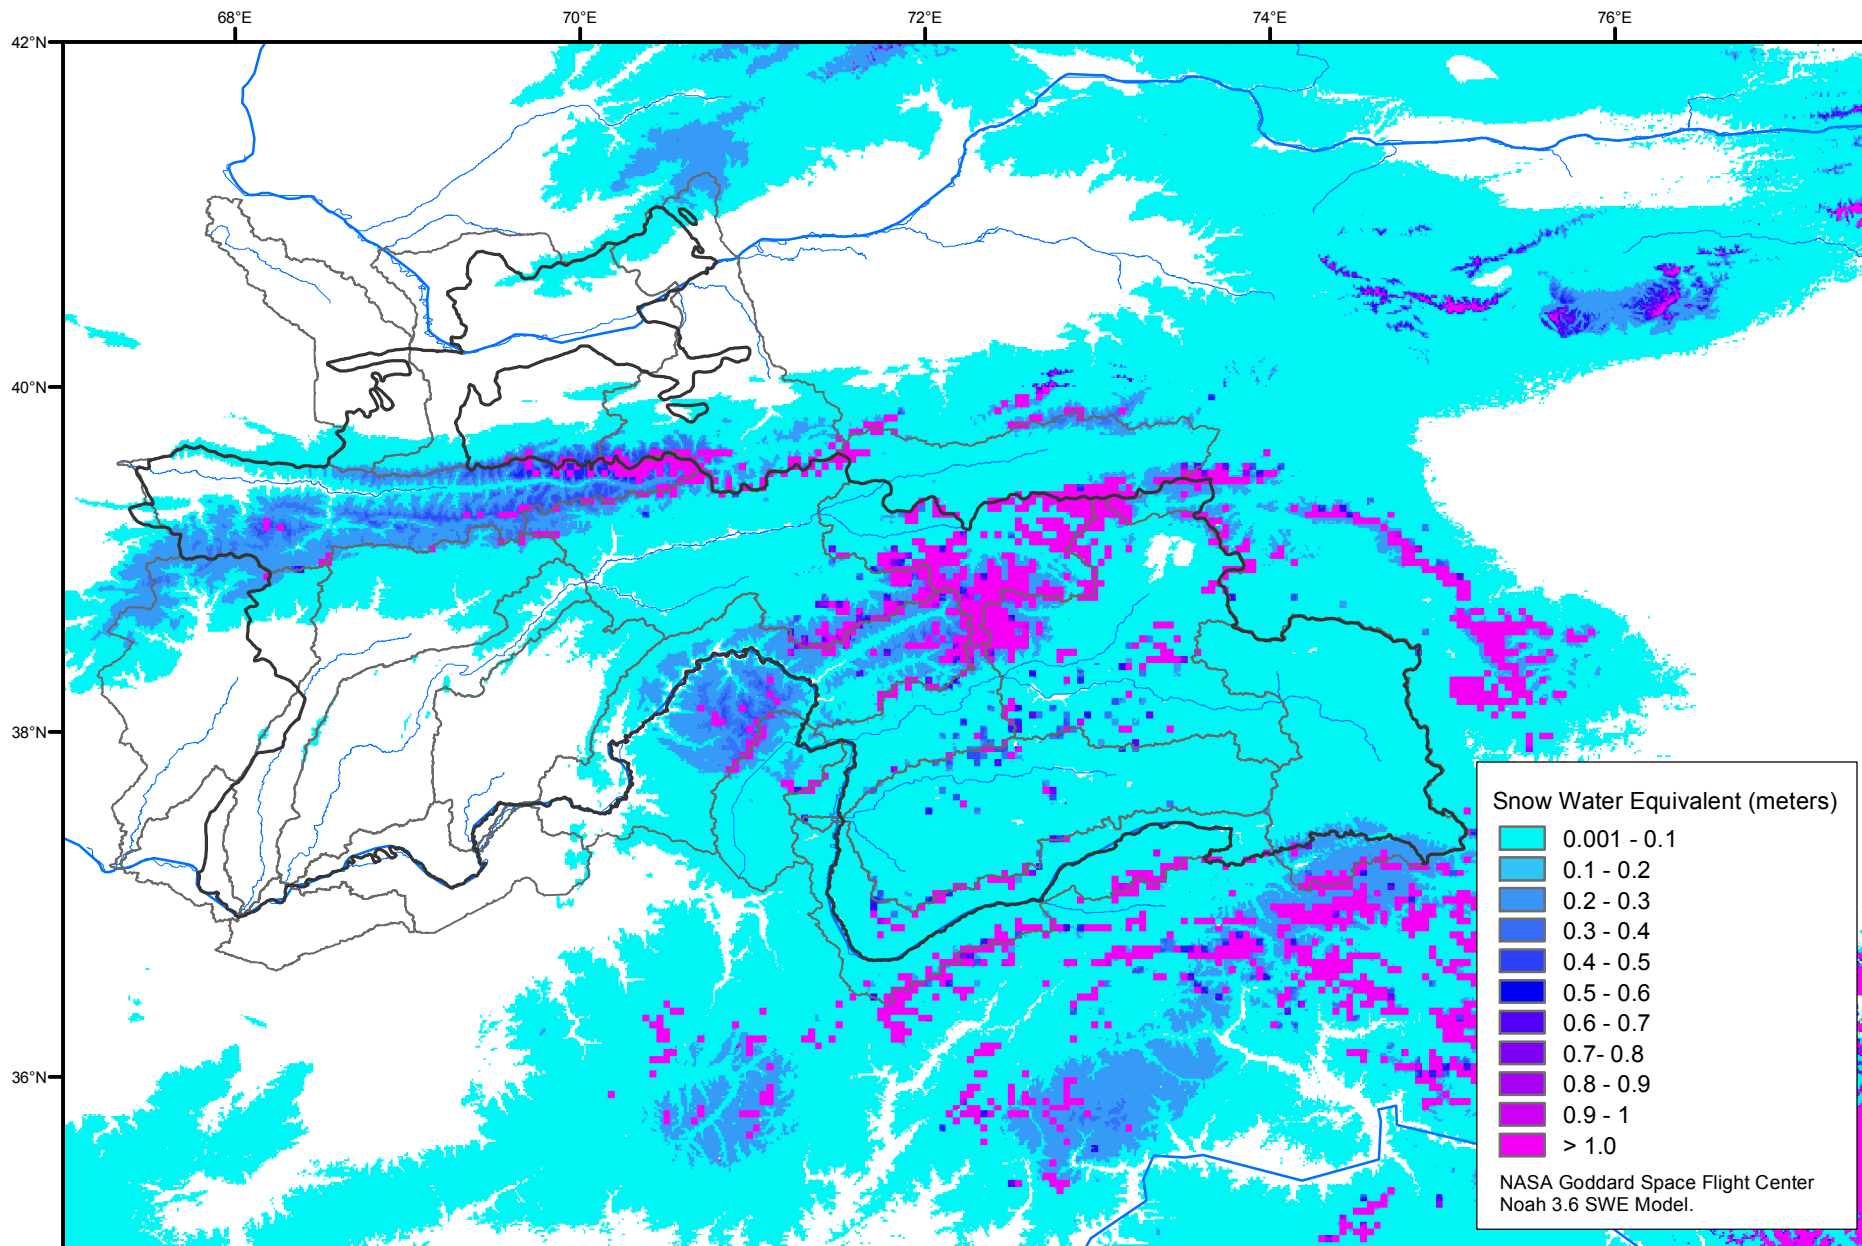 68°E
70°E
72°E
74°E
76°E
42°N
40°N
38°N
36°N
Snow Water Equivalent (meters)
0.001 - 0.1
0.1 - 0.2
0.2 - 0.3
0.3 - 0.4
0.4 - 0.5
0.5 - 0.6
0.6 - 0.7
0.7- 0.8
0.8 - 0.9
0.9 - 1
> 1.0
NASA Goddard Space Flight Center
Noah 3.6 SWE Model.